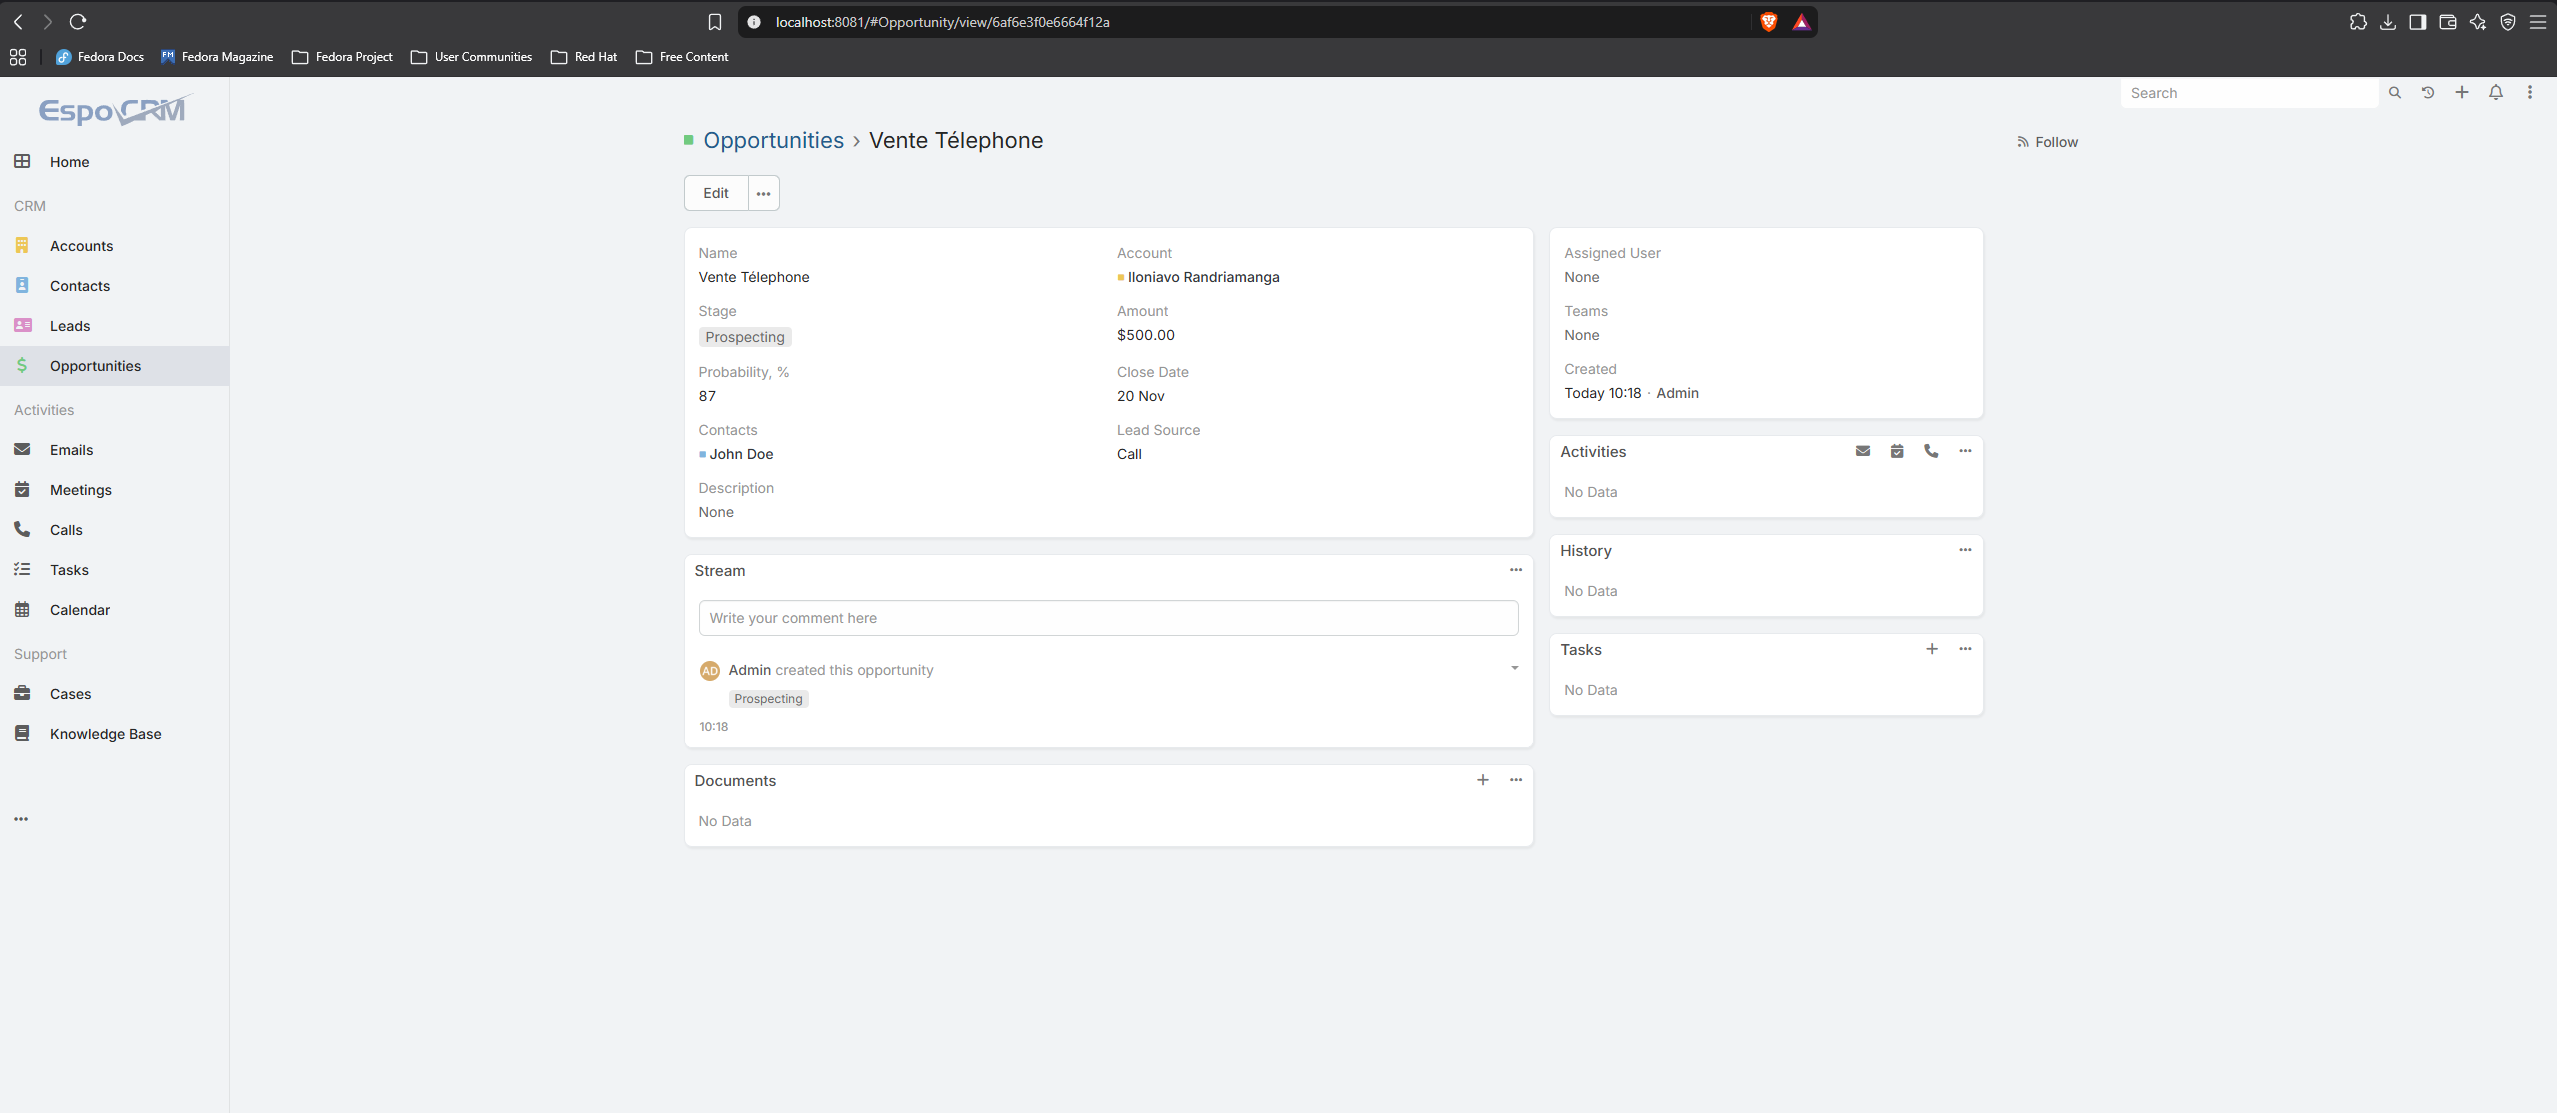 localhost:8081/#Opportunity/view/6af6e3f0e6664f12a
Fedora Docs
Fedora Magazine
Fedora Project
User Communities
Red Hat
Free Content
EspoCRM
Search
Home
CRM
Accounts
Contacts
Leads
Opportunities
Activities
Emails
Meetings
Calls
Tasks
Calendar
Support
Cases
Knowledge Base
Opportunities › Vente Télephone
Follow
Edit
Name
Vente Télephone
Account
Iloniavo Randriamanga
Stage
Prospecting
Amount
$500.00
Probability, %
87
Close Date
20 Nov
Contacts
John Doe
Lead Source
Call
Description
None
Stream
Write your comment here
AD
Admin created this opportunity
Prospecting
10:18
Documents
No Data
Assigned User
None
Teams
None
Created
Today 10:18 · Admin
Activities
No Data
History
No Data
Tasks
No Data